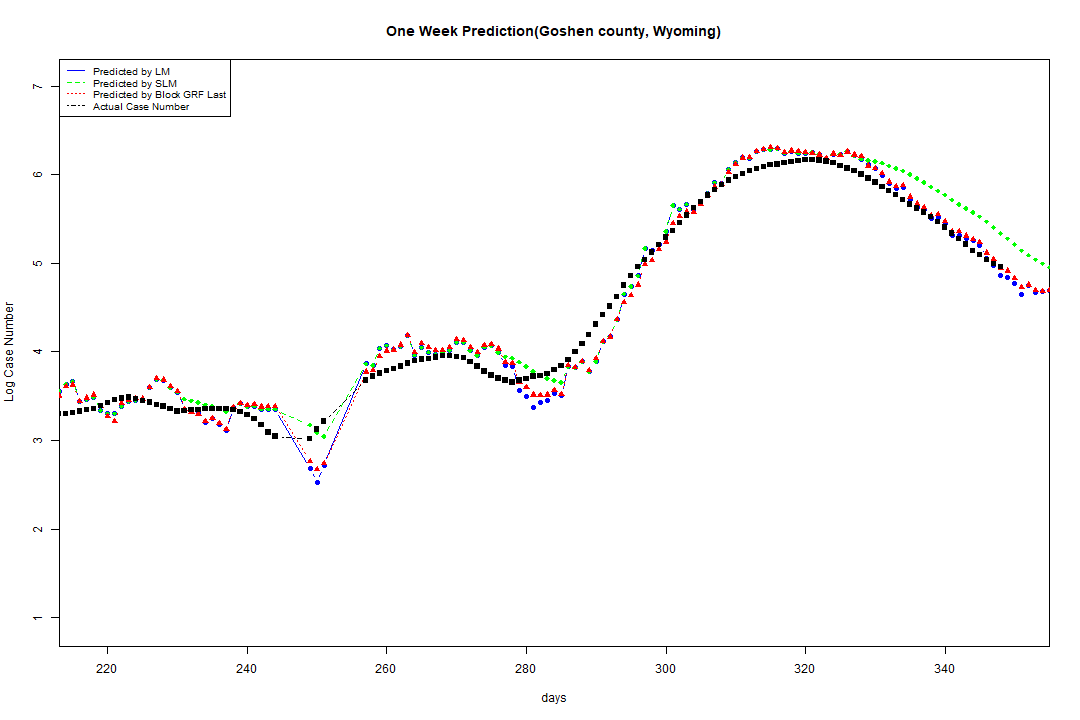 One Week Prediction(Goshen county, Wyoming)
Predicted by LM
Predicted by SLM
Predicted by Block GRF Last
Actual Case Number
Log Case Number
7
6
5
4
3
2
1
220 240 260 280 300 320 340
days